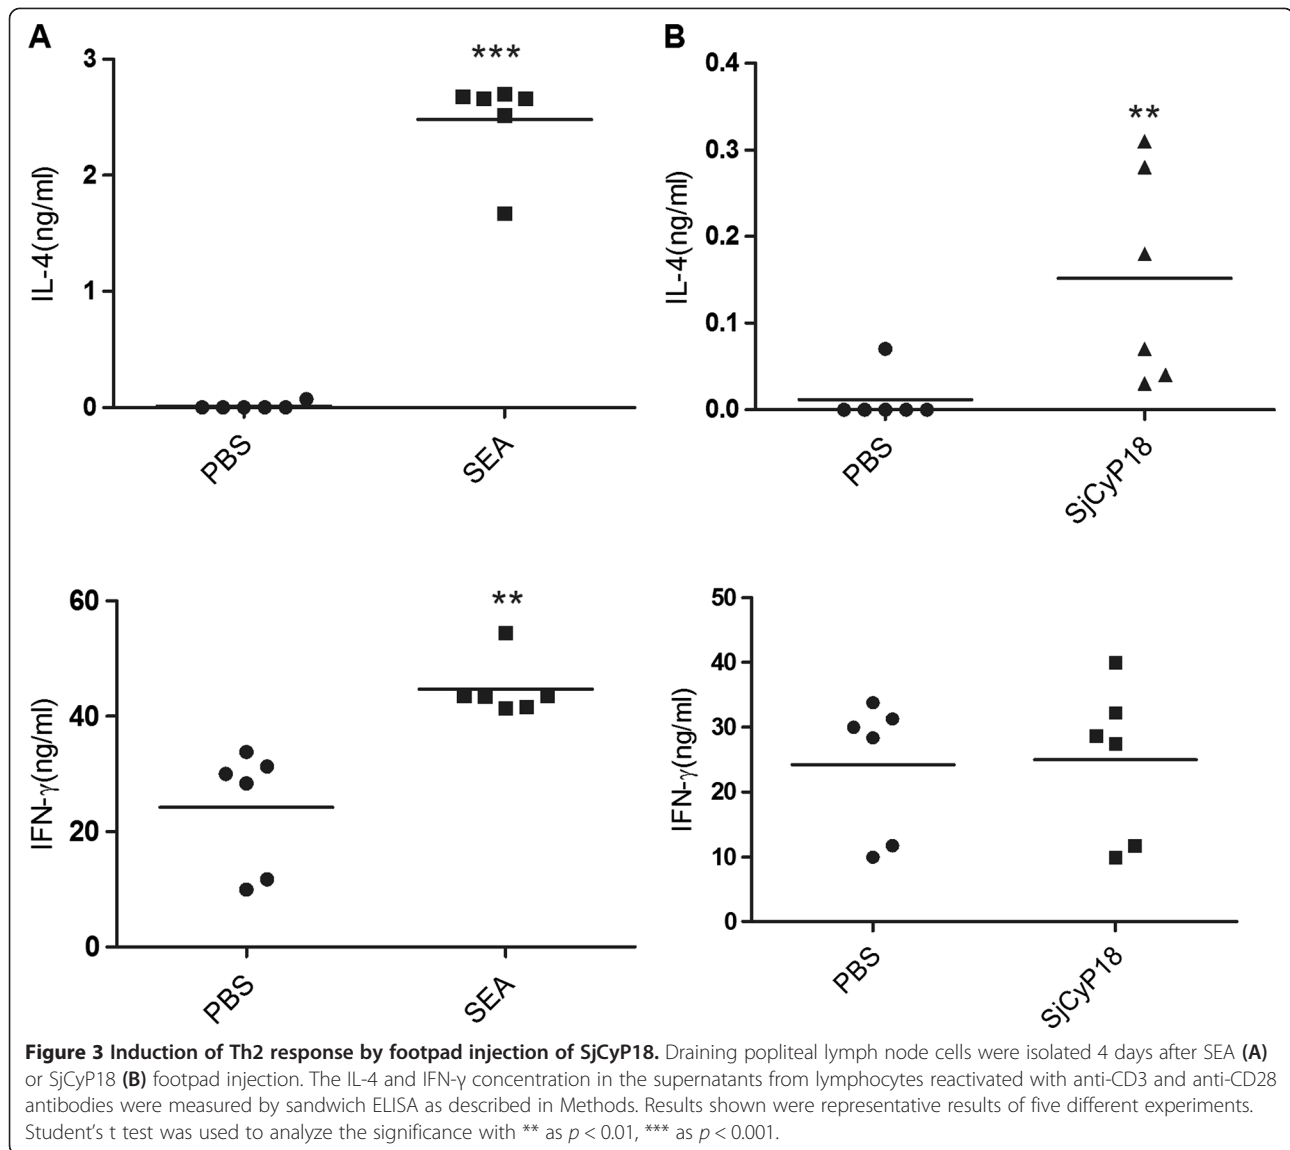 A
3
2
1
0
IL-4(ng/ml)
***
PBS
SEA
B
0.4
0.3
0.2
0.1
0.0
IL-4(ng/ml)
**
PBS
SjCyP18
60
40
20
0
IFN-γ(ng/ml)
**
PBS
SEA
50
40
30
20
10
0
IFN-γ(ng/ml)
PBS
SjCyP18
Figure 3 Induction of Th2 response by footpad injection of SjCyP18. Draining popliteal lymph node cells were isolated 4 days after SEA (A)
or SjCyP18 (B) footpad injection. The IL-4 and IFN-γ concentration in the supernatants from lymphocytes reactivated with anti-CD3 and anti-CD28
antibodies were measured by sandwich ELISA as described in Methods. Results shown were representative results of five different experiments.
Student's t test was used to analyze the significance with ** as p < 0.01, *** as p < 0.001.